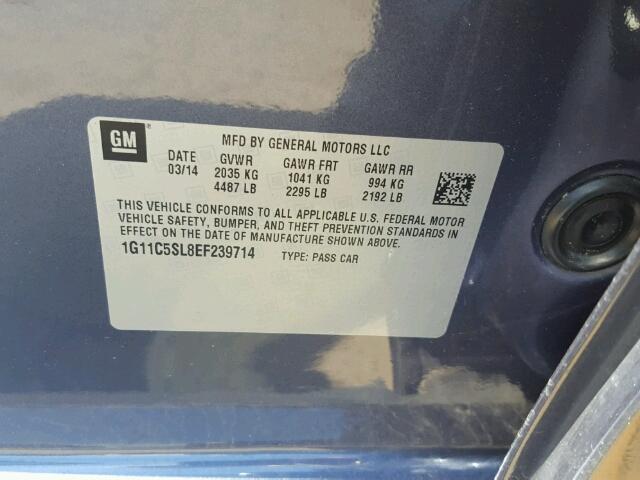 GM ®
MFD BY GENERAL MOTORS LLC
DATE GVWR GAWR FRT GAWR RR
03/14 2035 KG 1041 KG 994 KG
4487 LB 2295 LB 2192 LB
THIS VEHICLE CONFORMS TO ALL APPLICABLE U.S. FEDERAL MOTOR
VEHICLE SAFETY, BUMPER, AND THEFT PREVENTION STANDARDS IN
EFFECT ON THE DATE OF MANUFACTURE SHOWN ABOVE.
1G11C5SL8EF239714 TYPE: PASS CAR